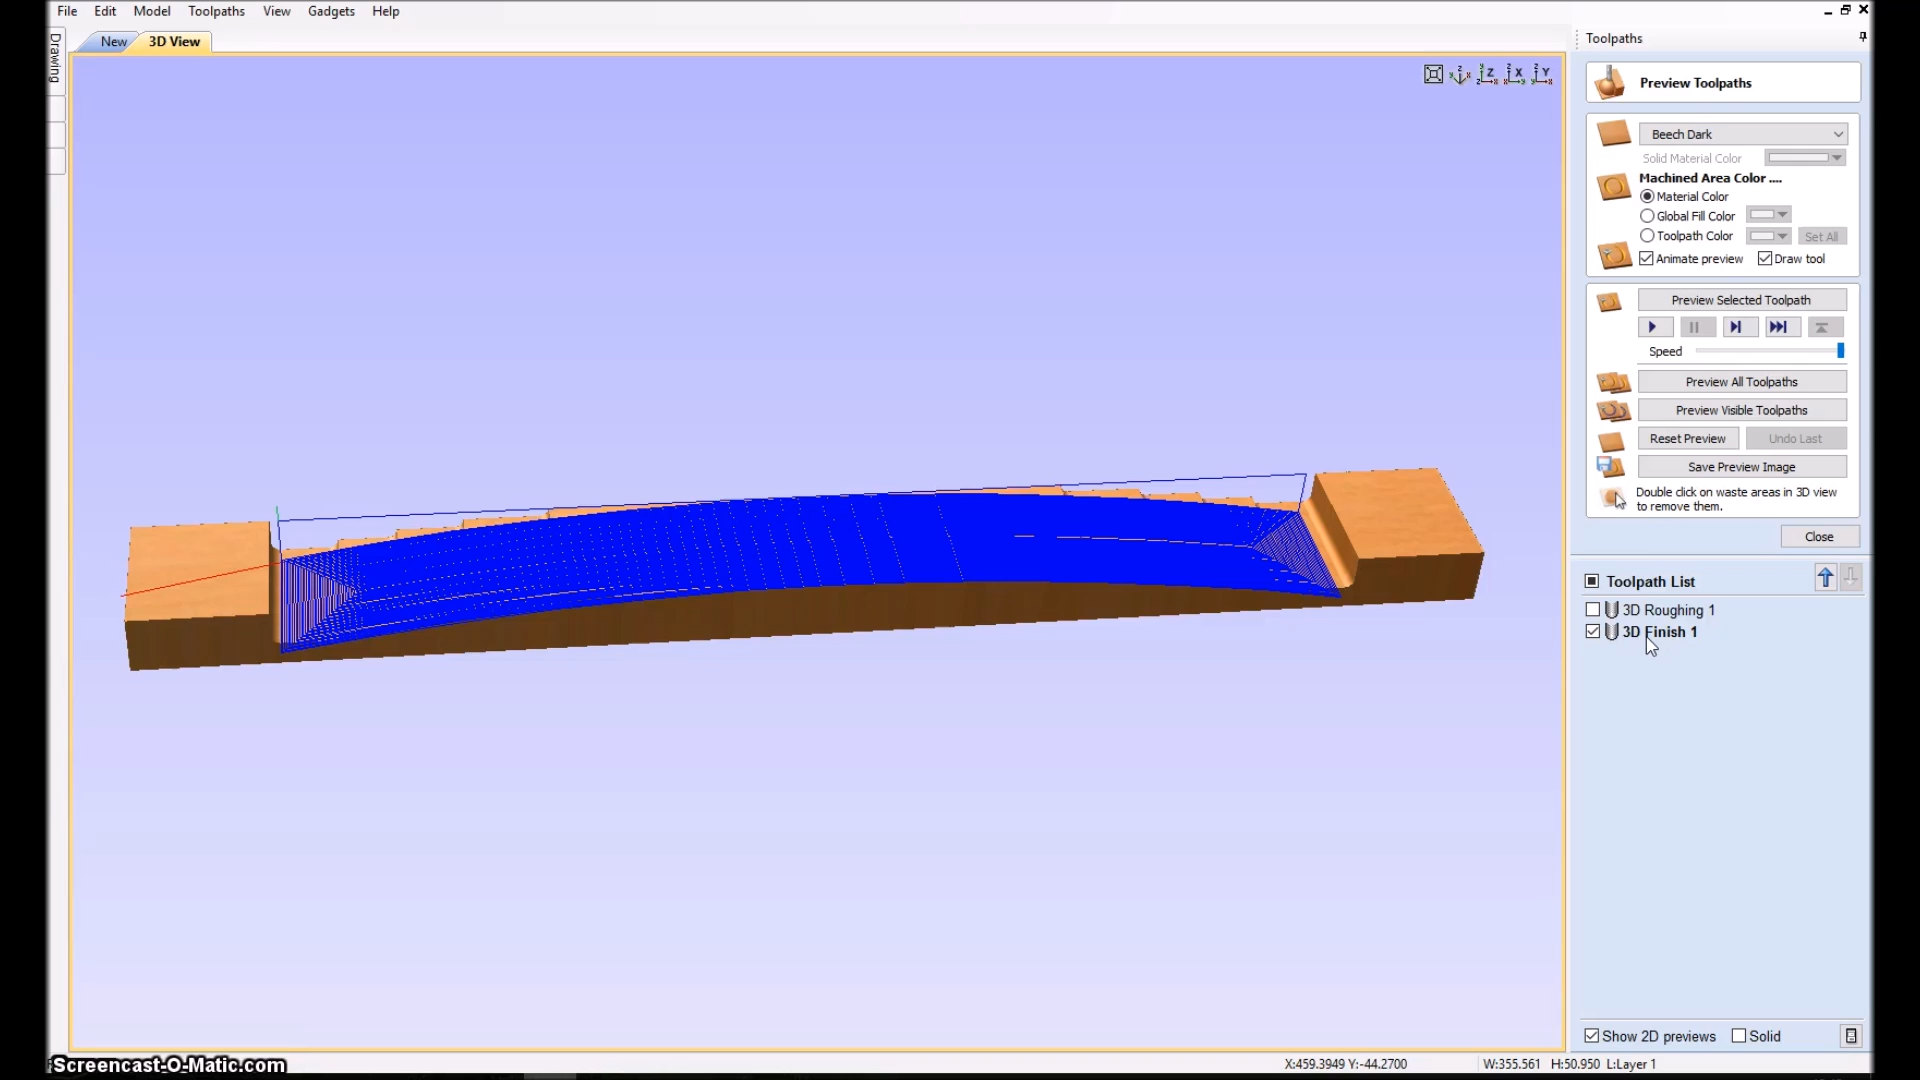 File Edit Model Toolpaths View Gadgets Help
Drawing
New 3D View
Z X Y
Toolpaths
Preview Toolpaths
Beech Dark
Solid Material Color
Machined Area Color ....
Material Color
Global Fill Color
Toolpath Color Set All
Animate preview Draw tool
Preview Selected Toolpath
Speed
Preview All Toolpaths
Preview Visible Toolpaths
Reset Preview Undo Last
Save Preview Image
Double click on waste areas in 3D view
to remove them.
Close
Toolpath List
3D Roughing 1
3D Finish 1
Show 2D previews Solid
Screencast-O-Matic.com
X:459.3949 Y:-44.2700 W:355.561 H:50.950 L:Layer 1